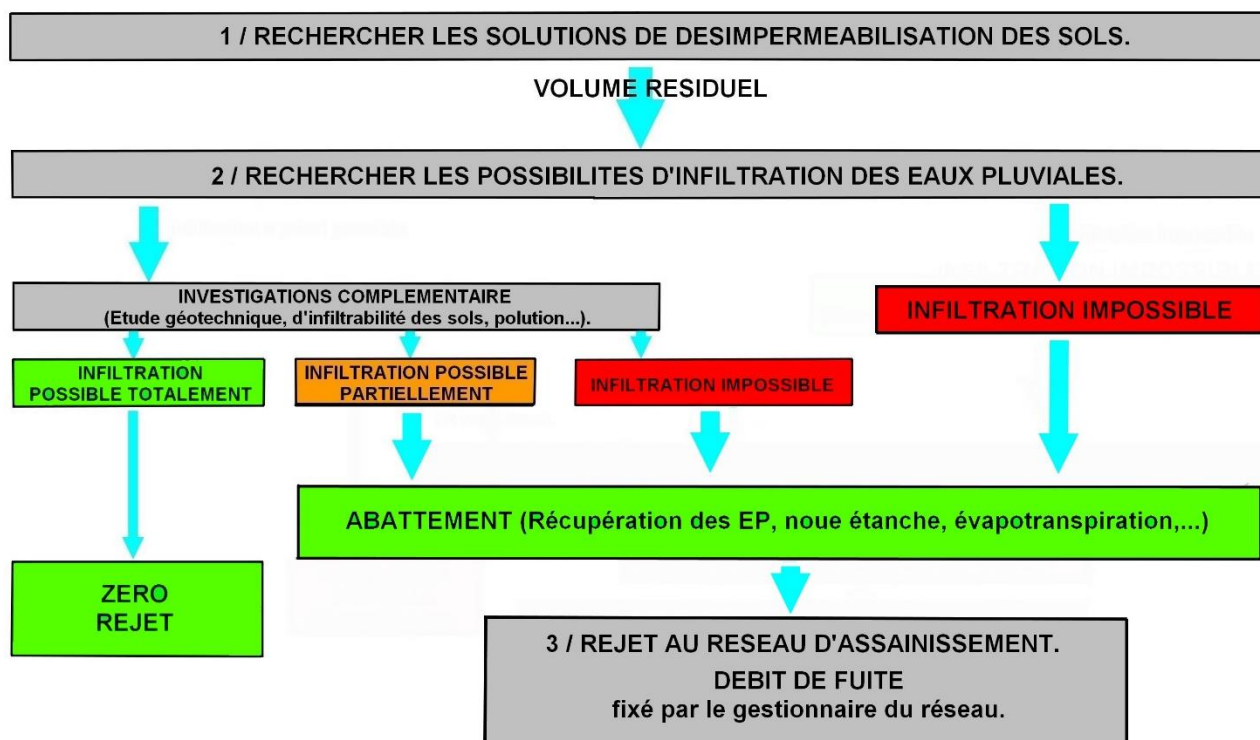 1 / RECHERCHER LES SOLUTIONS DE DESIMPERMEABILISATION DES SOLS.
VOLUME RESIDUEL
2 / RECHERCHER LES POSSIBILITES D'INFILTRATION DES EAUX PLUVIALES.
INVESTIGATIONS COMPLEMENTAIRE
(Etude géotechnique, d'infiltrabilité des sols, polution...).
INFILTRATION IMPOSSIBLE
INFILTRATION
POSSIBLE TOTALEMENT
INFILTRATION POSSIBLE
PARTIELLEMENT
INFILTRATION IMPOSSIBLE
ABATTEMENT (Récupération des EP, noue étanche, évapotranspiration,...)
ZERO
REJET
3 / REJET AU RESEAU D'ASSAINISSEMENT.
DEBIT DE FUITE
fixé par le gestionnaire du réseau.